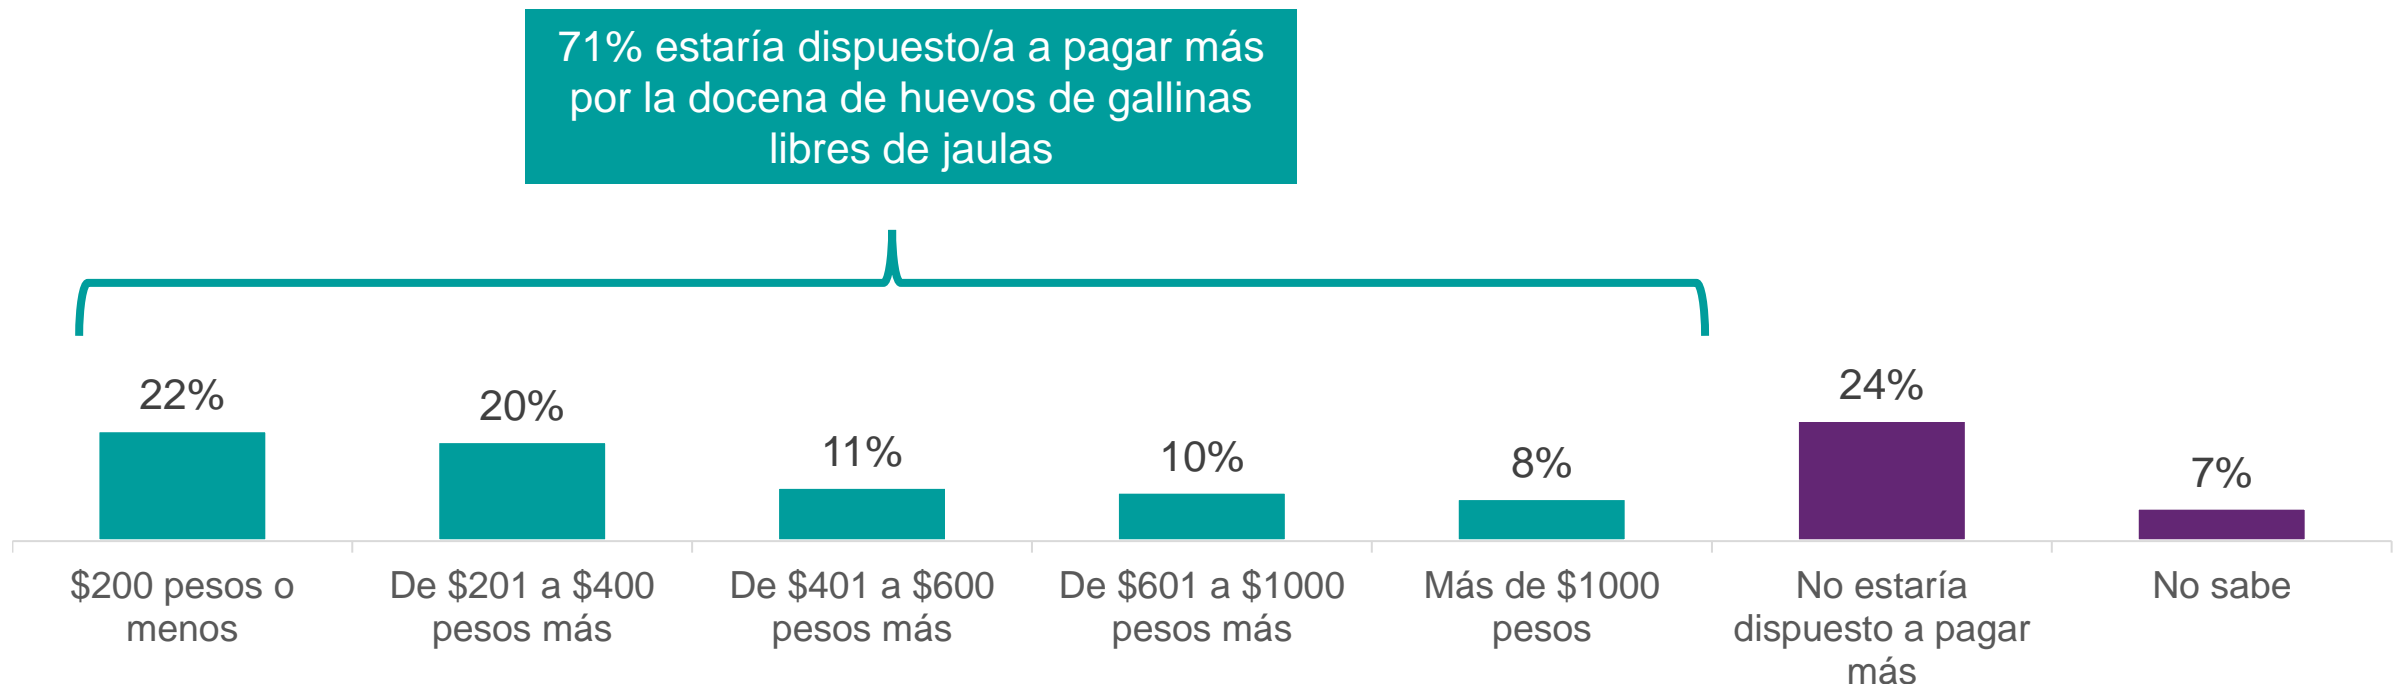 71% estaría dispuesto/a a pagar más
por la docena de huevos de gallinas
libres de jaulas
22%
20%
11%
10%
8%
24%
7%
$200 pesos o
menos
De $201 a $400
pesos más
De $401 a $600
pesos más
De $601 a $1000
pesos más
Más de $1000
pesos
No estaría
dispuesto a pagar
más
No sabe